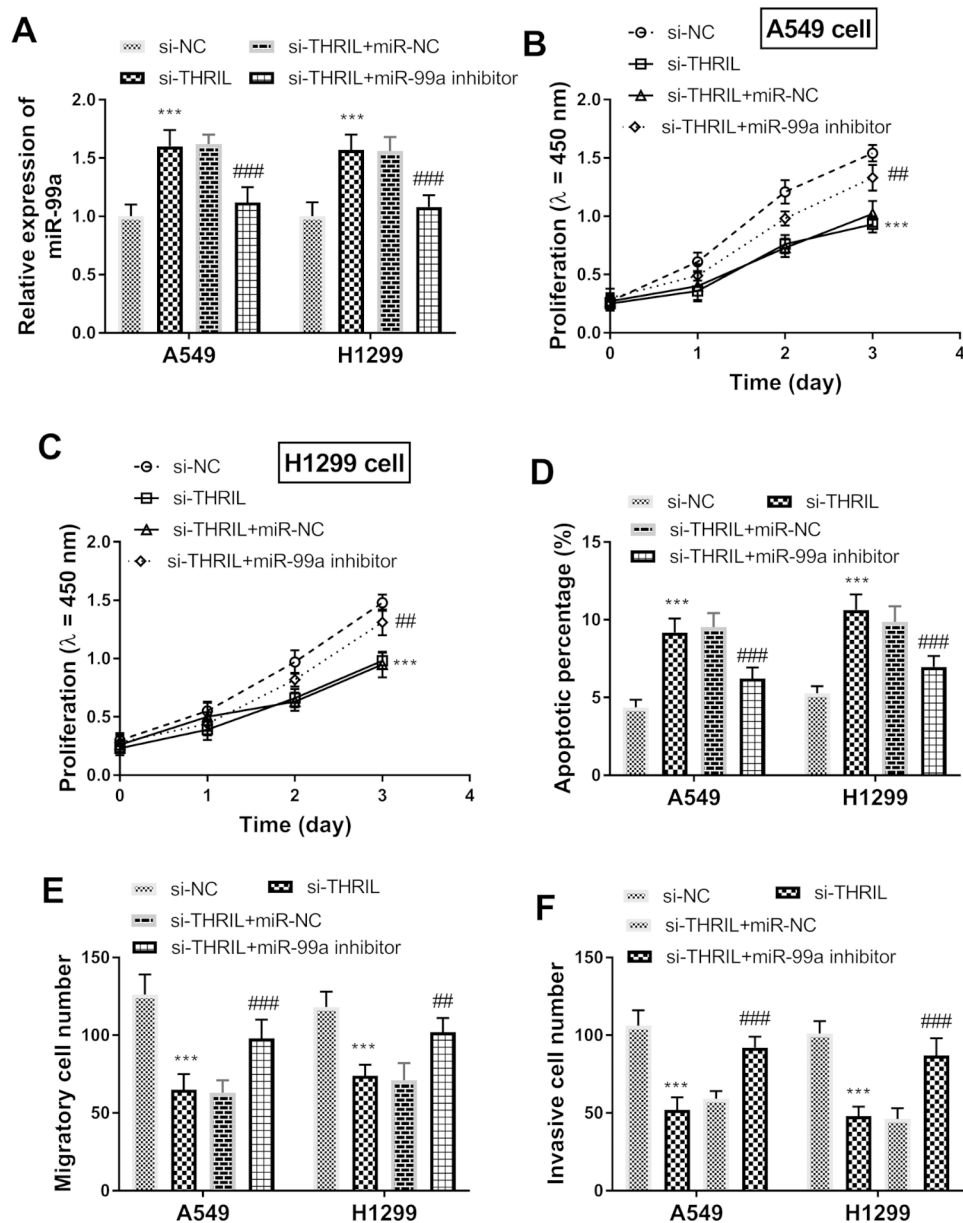 A
si-NC
si-THRIL+miR-NC
si-THRIL
si-THRIL+miR-99a inhibitor
Relative expression of
miR-99a
2.0
1.5
1.0
0.5
0.0
***
###
***
###
A549
H1299
B
A549 cell
si-NC
si-THRIL
si-THRIL+miR-NC
si-THRIL+miR-99a inhibitor
Proliferation (λ = 450 nm)
2.0
1.5
1.0
0.5
0.0
##
***
0
1
2
3
4
Time (day)
C
H1299 cell
si-NC
si-THRIL
si-THRIL+miR-NC
si-THRIL+miR-99a inhibitor
Proliferation (λ = 450 nm)
2.0
1.5
1.0
0.5
0.0
##
***
0
1
2
3
4
Time (day)
D
si-NC
si-THRIL
si-THRIL+miR-NC
si-THRIL+miR-99a inhibitor
Apoptotic percentage (%)
15
10
5
0
***
###
***
###
A549
H1299
E
si-NC
si-THRIL
si-THRIL+miR-NC
si-THRIL+miR-99a inhibitor
Migratory cell number
150
100
50
0
***
###
***
##
A549
H1299
F
si-NC
si-THRIL
si-THRIL+miR-NC
si-THRIL+miR-99a inhibitor
Invasive cell number
150
100
50
0
***
###
***
###
A549
H1299